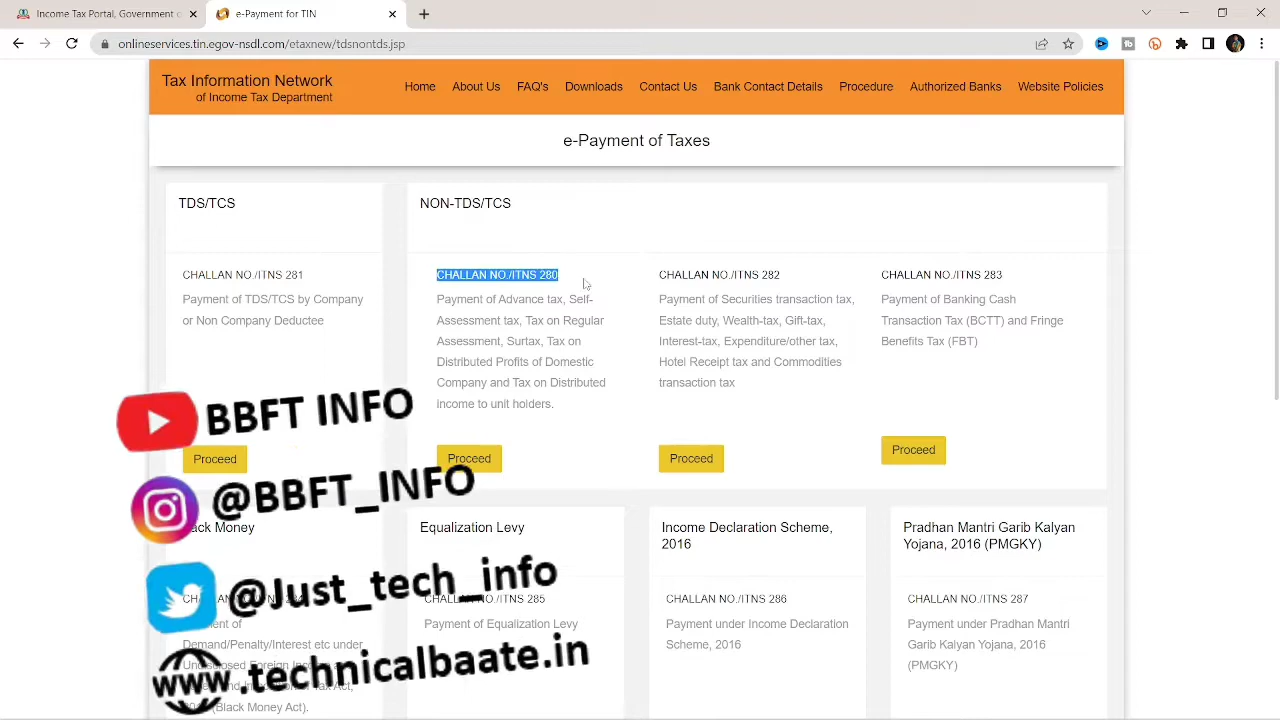 Income Tax Portal, Government o
e-Payment for TIN
onlineservices.tin.egov-nsdl.com/etaxnew/tdsnontds.jsp
Tax Information Network
of Income Tax Department
Home About Us FAQ's Downloads Contact Us Bank Contact Details Procedure Authorized Banks Website Policies
e-Payment of Taxes
TDS/TCS
CHALLAN NO./ITNS 281
Payment of TDS/TCS by Company
or Non Company Deductee
Proceed
NON-TDS/TCS
CHALLAN NO./ITNS 280
Payment of Advance tax, Self-
Assessment tax, Tax on Regular
Assessment, Surtax, Tax on
Distributed Profits of Domestic
Company and Tax on Distributed
income to unit holders.
Proceed
CHALLAN NO./ITNS 282
Payment of Securities transaction tax,
Estate duty, Wealth-tax, Gift-tax,
Interest-tax, Expenditure/other tax,
Hotel Receipt tax and Commodities
transaction tax
Proceed
CHALLAN NO./ITNS 283
Payment of Banking Cash
Transaction Tax (BCTT) and Fringe
Benefits Tax (FBT)
Proceed
BBFT INFO
@BBFT_INFO
@Just_tech_info
www.technicalbaate.in
Money
of
Demand/Penalty/Interest etc under
Foreign
Tax Act,
(Black Money Act).
Equalization Levy
CHALLAN NO./ITNS 285
Payment of Equalization Levy
Income Declaration Scheme,
2016
CHALLAN NO./ITNS 286
Payment under Income Declaration
Scheme, 2016
Pradhan Mantri Garib Kalyan
Yojana, 2016 (PMGKY)
CHALLAN NO./ITNS 287
Payment under Pradhan Mantri
Garib Kalyan Yojana, 2016
(PMGKY)